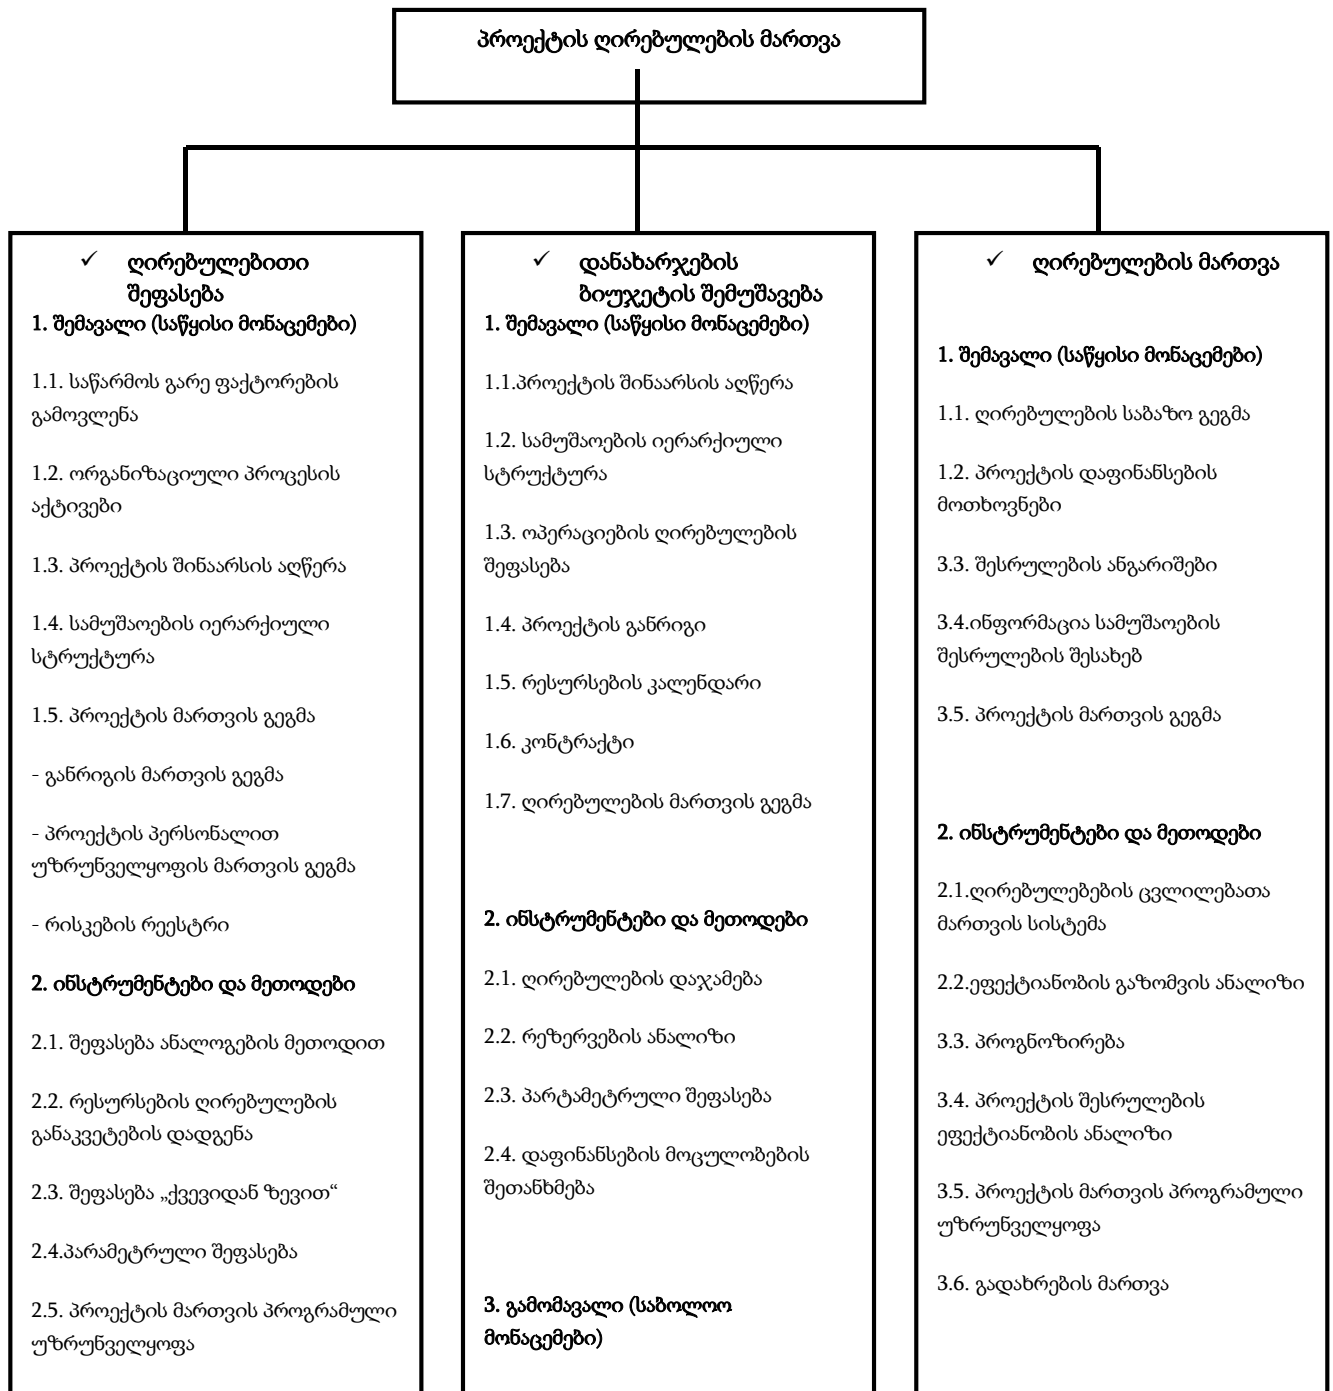 პროექტის ღირებულების მართვა
✓ ღირებულებითი
შეფასება
1. შემავალი (საწყისი მონაცემები)
1.1. საწარმოს გარე ფაქტორების
გამოვლენა
1.2. ორგანიზაციული პროცესის
აქტივები
1.3. პროექტის შინაარსის აღწერა
1.4. სამუშაოების იერარქიული
სტრუქტურა
1.5. პროექტის მართვის გეგმა
- განრიგის მართვის გეგმა
- პროექტის პერსონალით
უზრუნველყოფის მართვის გეგმა
- რისკების რეესტრი
2. ინსტრუმენტები და მეთოდები
2.1. შეფასება ანალოგების მეთოდით
2.2. რესურსების ღირებულების
განაკვეთების დადგენა
2.3. შეფასება „ქვევიდან ზევით“
2.4.პარამეტრული შეფასება
2.5. პროექტის მართვის პროგრამული
უზრუნველყოფა
✓ დანახარჯების
ბიუჯეტის შემუშავება
1. შემავალი (საწყისი მონაცემები)
1.1.პროექტის შინაარსის აღწერა
1.2. სამუშაოების იერარქიული
სტრუქტურა
1.3. ოპერაციების ღირებულების
შეფასება
1.4. პროექტის განრიგი
1.5. რესურსების კალენდარი
1.6. კონტრაქტი
1.7. ღირებულების მართვის გეგმა
2. ინსტრუმენტები და მეთოდები
2.1. ღირებულების დაჯამება
2.2. რეზერვების ანალიზი
2.3. პარტამეტრული შეფასება
2.4. დაფინანსების მოცულობების
შეთანხმება
3. გამომავალი (საბოლოო
მონაცემები)
✓ ღირებულების მართვა
1. შემავალი (საწყისი მონაცემები)
1.1. ღირებულების საბაზო გეგმა
1.2. პროექტის დაფინანსების
მოთხოვნები
3.3. შესრულების ანგარიშები
3.4.ინფორმაცია სამუშაოების
შესრულების შესახებ
3.5. პროექტის მართვის გეგმა
2. ინსტრუმენტები და მეთოდები
2.1.ღირებულებების ცვლილებათა
მართვის სისტემა
2.2.ეფექტიანობის გაზომვის ანალიზი
3.3. პროგნოზირება
3.4. პროექტის შესრულების
ეფექტიანობის ანალიზი
3.5. პროექტის მართვის პროგრამული
უზრუნველყოფა
3.6. გადახრების მართვა